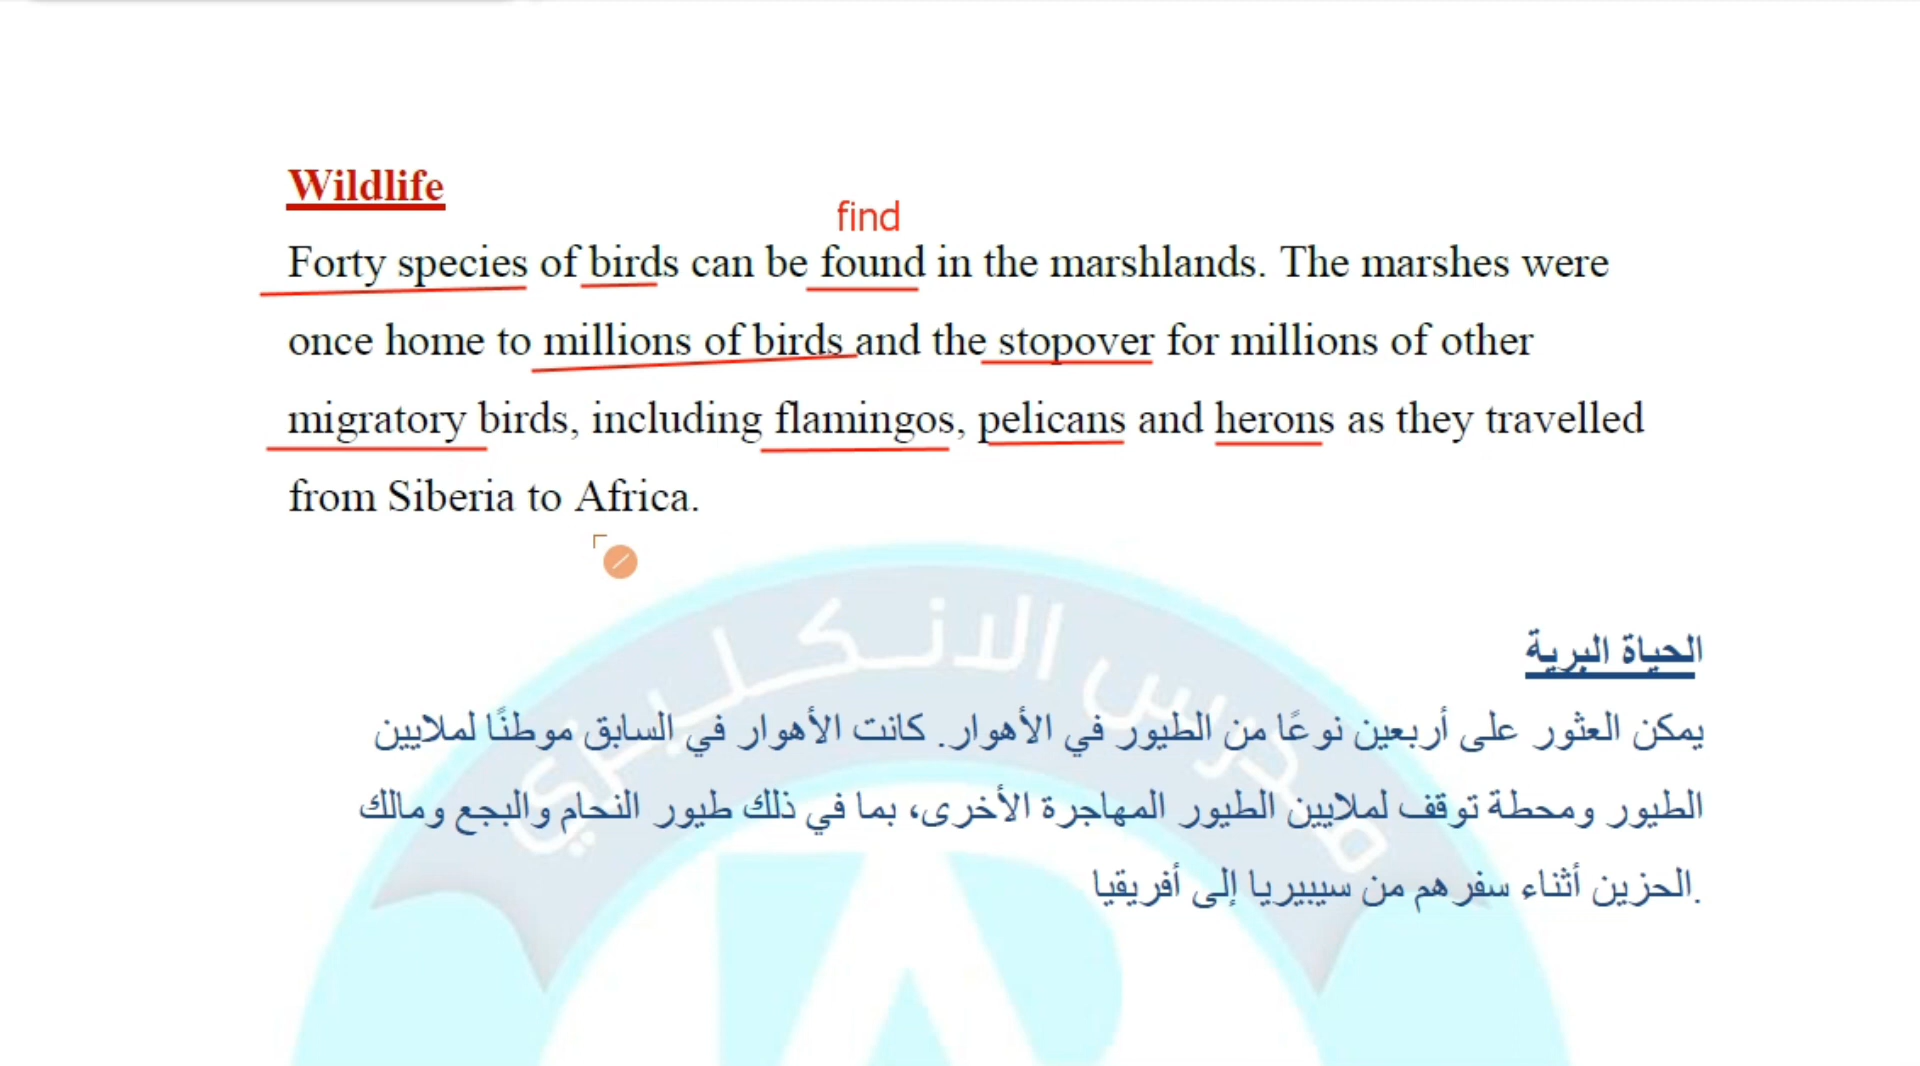 Wildlife
find
Forty species of birds can be found in the marshlands. The marshes were
once home to millions of birds and the stopover for millions of other
migratory birds, including flamingos, pelicans and herons as they travelled
from Siberia to Africa.
مدرس الانكليزي
الحياة البرية
يمكن العثور على أربعين نوعًا من الطيور في الأهوار. كانت الأهوار في السابق موطنًا لملايين
الطيور ومحطة توقف لملايين الطيور المهاجرة الأخرى، بما في ذلك طيور النحام والبجع ومالك
الحزين أثناء سفرهم من سيبيريا إلى أفريقيا.